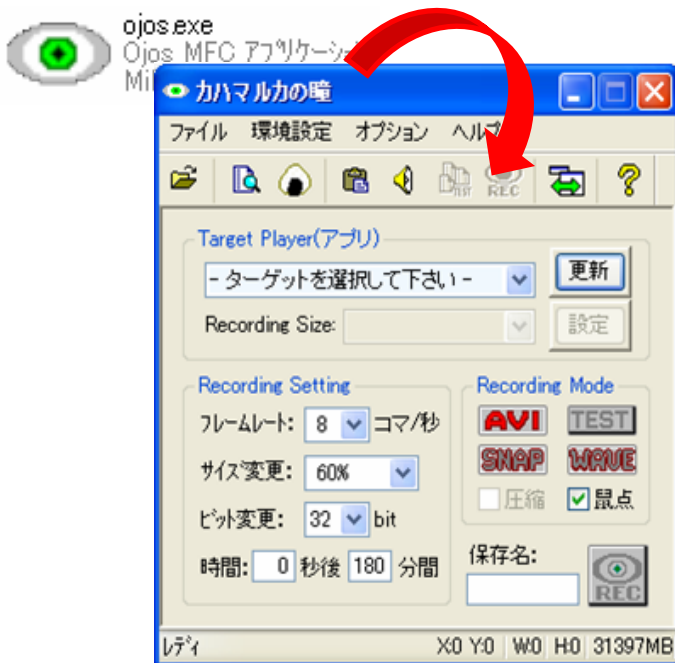 ojos.exe
Ojos MFC アプリケーシ
カハマルカの瞳
ファイル 環境設定 オプション ヘルプ
TEST REC
Target Player(アプリ)
- ターゲットを選択して下さい -
更新
Recording Size:
設定
Recording Setting
フレームレート: 8 コマ/秒
サイズ変更: 60%
ビット変更: 32 bit
時間: 0 秒後 180 分間
Recording Mode
AVI TEST
SNAP WAVE
圧縮 鼠点
保存名:
REC
レディ X:0 Y:0 W:0 H:0 31397MB